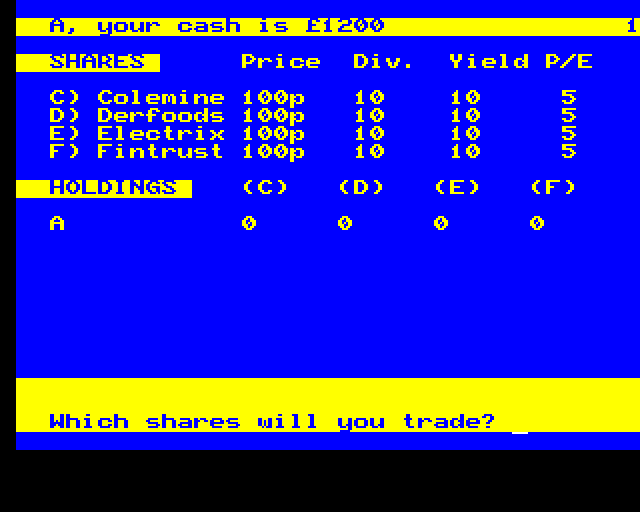 A, your cash is £1200 1
SHARES Price Div. Yield P/E
C) Colemine 100p 10 10 5
D) Derfoods 100p 10 10 5
E) Electrix 100p 10 10 5
F) Fintrust 100p 10 10 5
HOLDINGS (C) (D) (E) (F)
A 0 0 0 0
Which shares will you trade? _